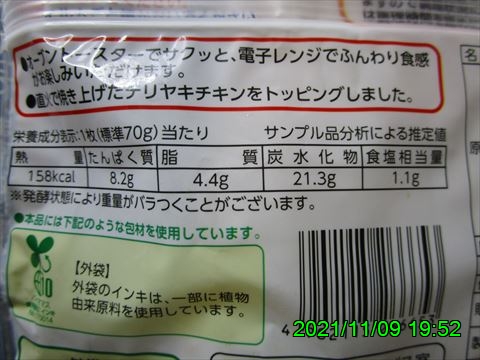 ●オーブントースターでサクッと、電子レンジでふんわり食感
がお楽しみいただけます。
●直火で焼き上げたテリヤキチキンをトッピングしました。
栄養成分表示:1枚(標準70g)当たり サンプル品分析による推定値
熱量 たんぱく質 脂質 炭水化物 食塩相当量
158kcal 8.2g 4.4g 21.3g 1.1g
※発酵状態により重量がバラつくことがございます。
●本品には下記のような包材を使用しています。
【外袋】
外袋のインキは、一部に植物
由来原料を使用しています。
名
原
2021/11/09 19:52